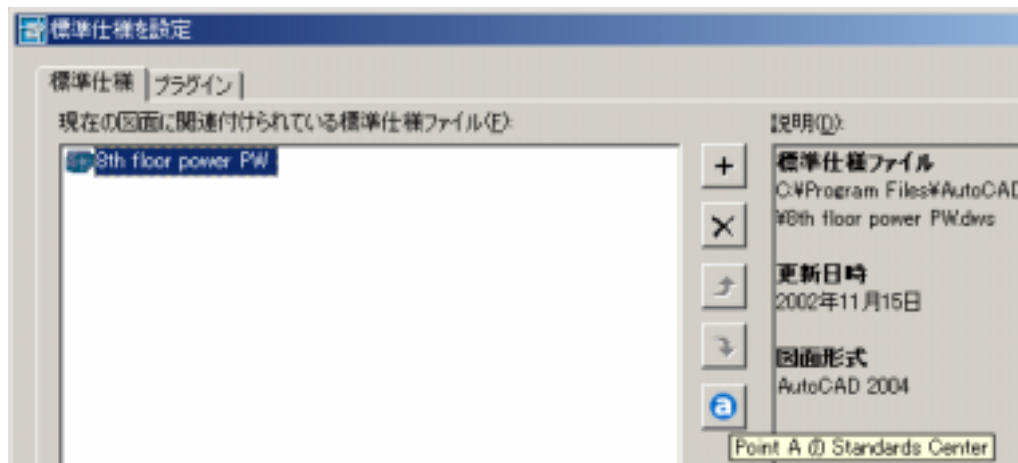 標準仕様を設定
標準仕様
プラグイン
現在の図面に関連付けられている標準仕様ファイル(F):
8th floor power PW
説明(D):
標準仕様ファイル
C:¥Program Files¥AutoCAD
¥8th floor power PW.dws
更新日時
2002年11月15日
図面形式
AutoCAD 2004
a
Point A の Standards Center